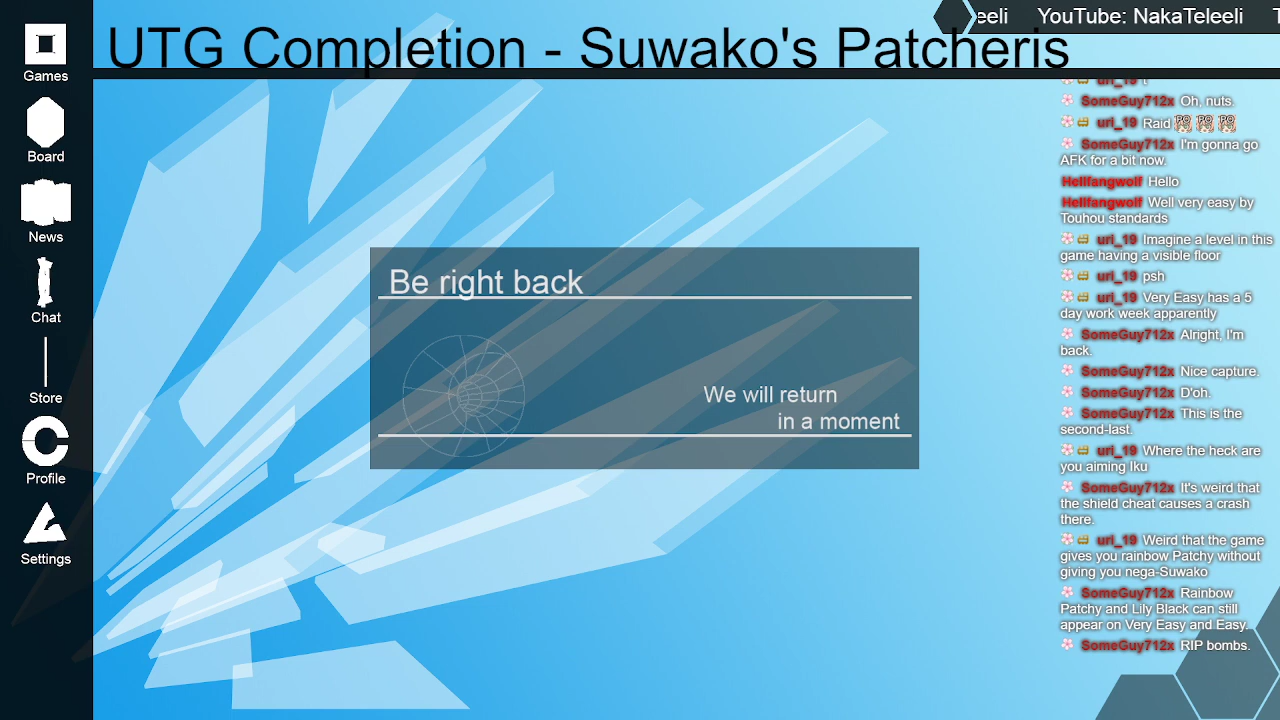 eeli YouTube: NakaTeleeli
UTG Completion - Suwako's Patcheris
Games
Board
News
Chat
Store
Profile
Settings
Be right back
We will return
in a moment
uri_19
SomeGuy712x Oh, nuts.
uri_19 Raid
SomeGuy712x I'm gonna go
AFK for a bit now.
Hellfangwolf Hello
Hellfangwolf Well very easy by
Touhou standards
uri_19 Imagine a level in this
game having a visible floor
uri_19 psh
uri_19 Very Easy has a 5
day work week apparently
SomeGuy712x Alright, I'm
back.
SomeGuy712x Nice capture.
SomeGuy712x D'oh.
SomeGuy712x This is the
second-last.
uri_19 Where the heck are
you aiming Iku
SomeGuy712x It's weird that
the shield cheat causes a crash
there.
uri_19 Weird that the game
gives you rainbow Patchy without
giving you nega-Suwako
SomeGuy712x Rainbow
Patchy and Lily Black can still
appear on Very Easy and Easy.
SomeGuy712x RIP bombs.